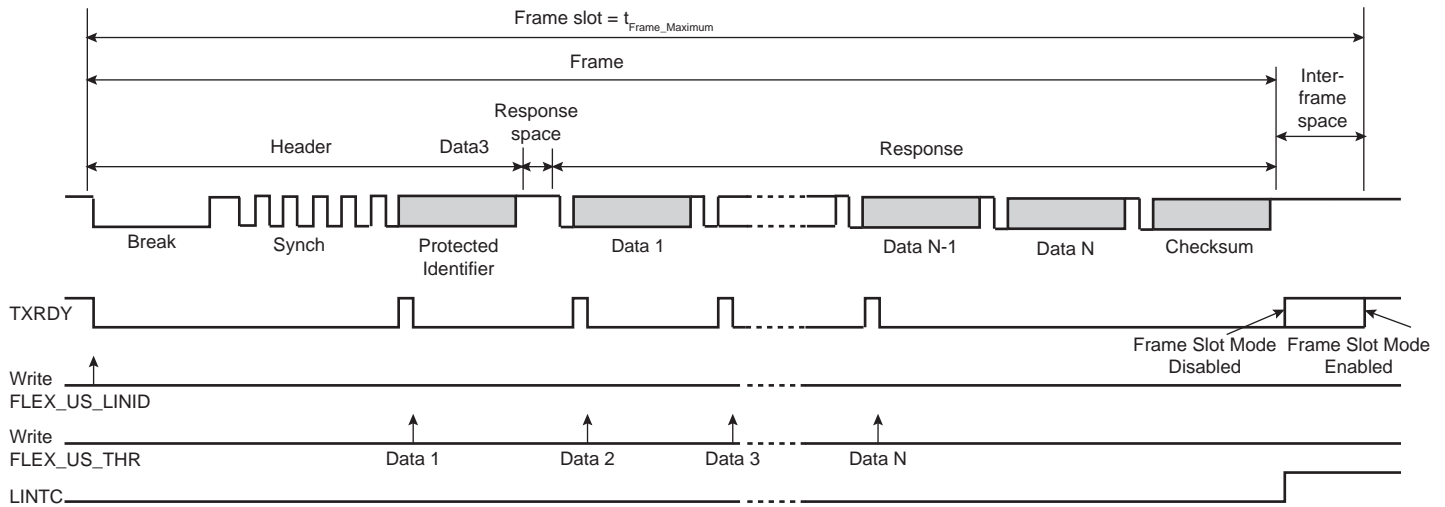 Frame slot = tFrame_Maximum
Frame
Inter-
frame
space
Response
space
Header
Data3
Response
Break
Synch
Protected
Identifier
Data 1
Data N-1
Data N
Checksum
TXRDY
Frame Slot Mode
Disabled
Frame Slot Mode
Enabled
Write
FLEX_US_LINID
Write
FLEX_US_THR
Data 1
Data 2
Data 3
Data N
LINTC